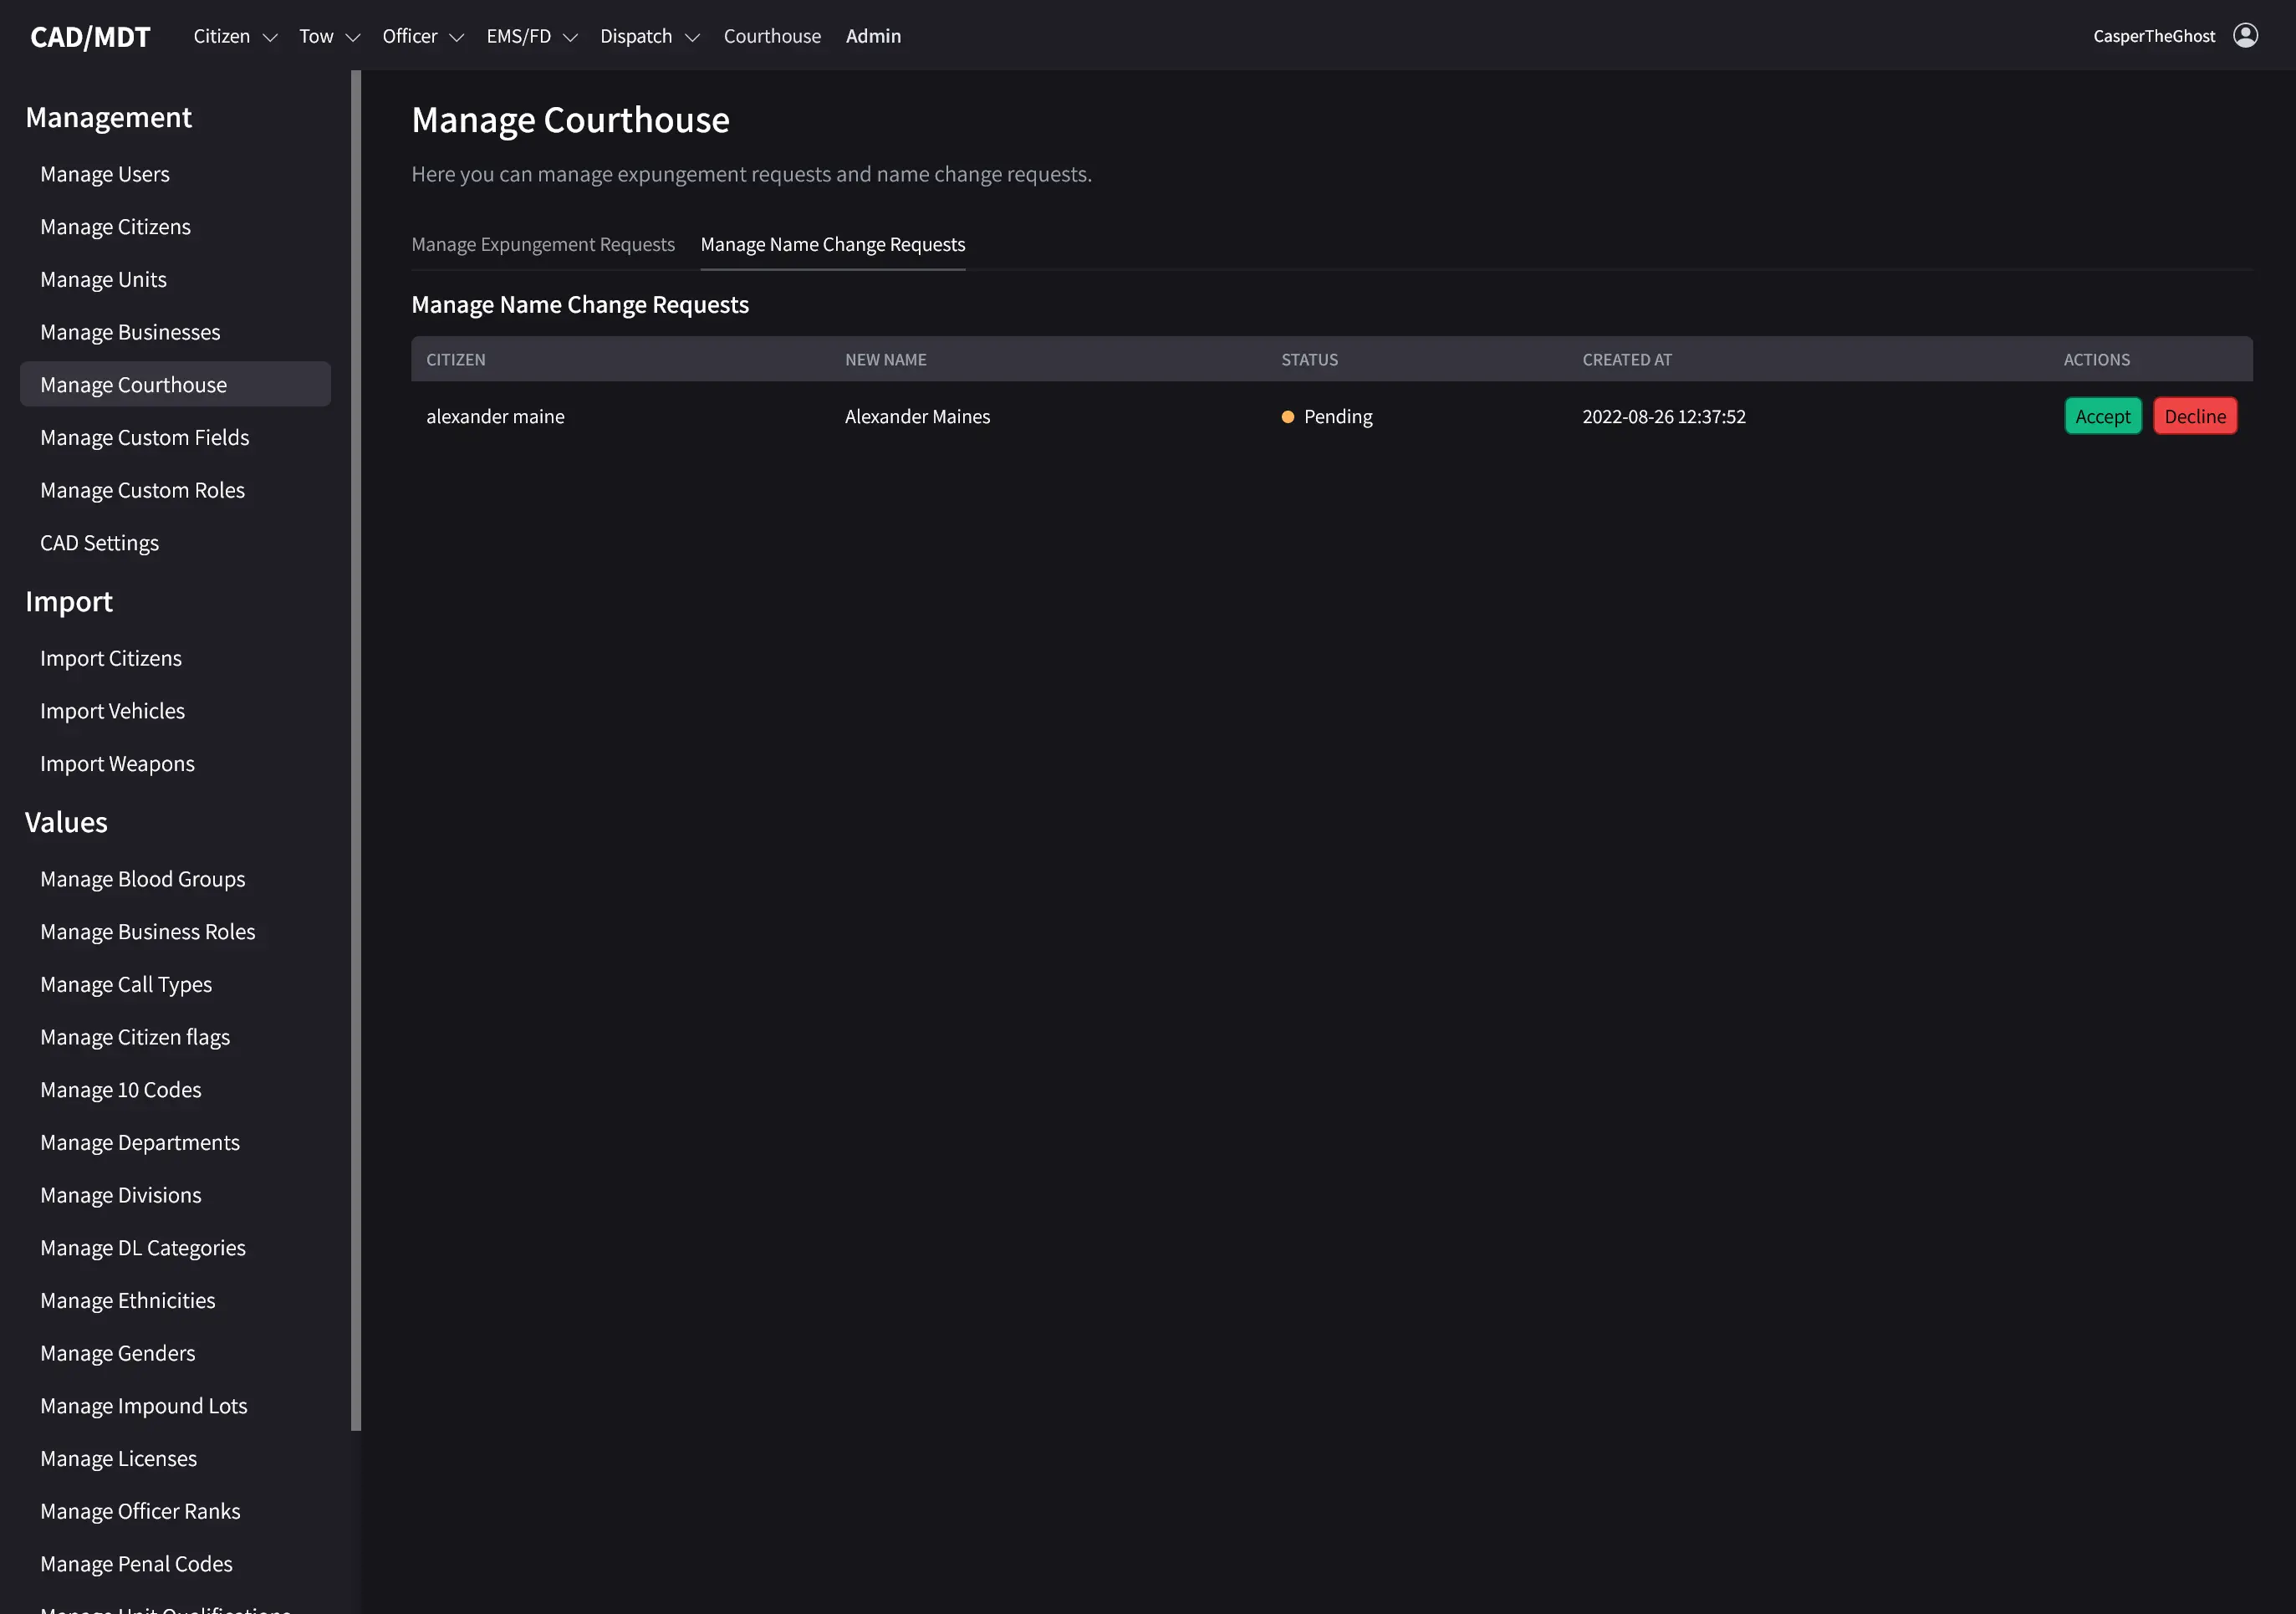 CAD/MDT Citizen Tow Officer EMS/FD Dispatch Courthouse Admin CasperTheGhost
Management
Manage Users
Manage Citizens
Manage Units
Manage Businesses
Manage Courthouse
Manage Custom Fields
Manage Custom Roles
CAD Settings
Import
Import Citizens
Import Vehicles
Import Weapons
Values
Manage Blood Groups
Manage Business Roles
Manage Call Types
Manage Citizen flags
Manage 10 Codes
Manage Departments
Manage Divisions
Manage DL Categories
Manage Ethnicities
Manage Genders
Manage Impound Lots
Manage Licenses
Manage Officer Ranks
Manage Penal Codes
Manage Unit Qualifications
Manage Courthouse
Here you can manage expungement requests and name change requests.
Manage Expungement Requests Manage Name Change Requests
Manage Name Change Requests
CITIZEN NEW NAME STATUS CREATED AT ACTIONS
alexander maine Alexander Maines Pending 2022-08-26 12:37:52 Accept Decline